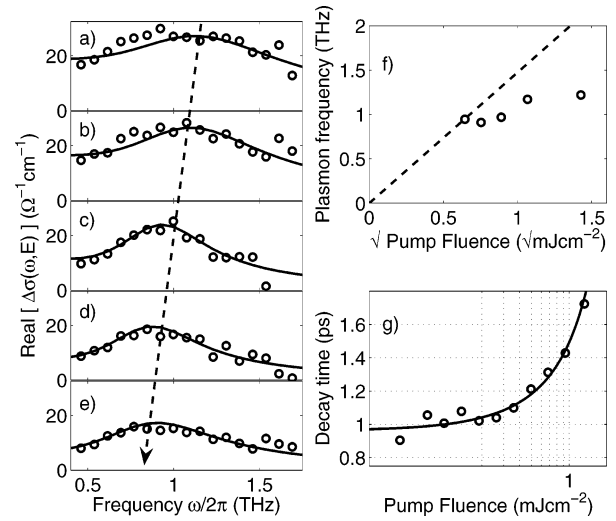 a)
20
0
b)
20
0
c)
20
0
d)
20
0
e)
20
0
0.5 1 1.5
Frequency ω/2π (THz)
Real [ Δσ(ω,E) ] (Ω⁻¹cm⁻¹)
f)
2
1.5
1
0.5
0
0 0.5 1 1.5
√ Pump Fluence (√mJcm⁻²)
Plasmon frequency (THz)
g)
1.6
1.4
1.2
1
0.8
1
Pump Fluence (mJcm⁻²)
Decay time (ps)